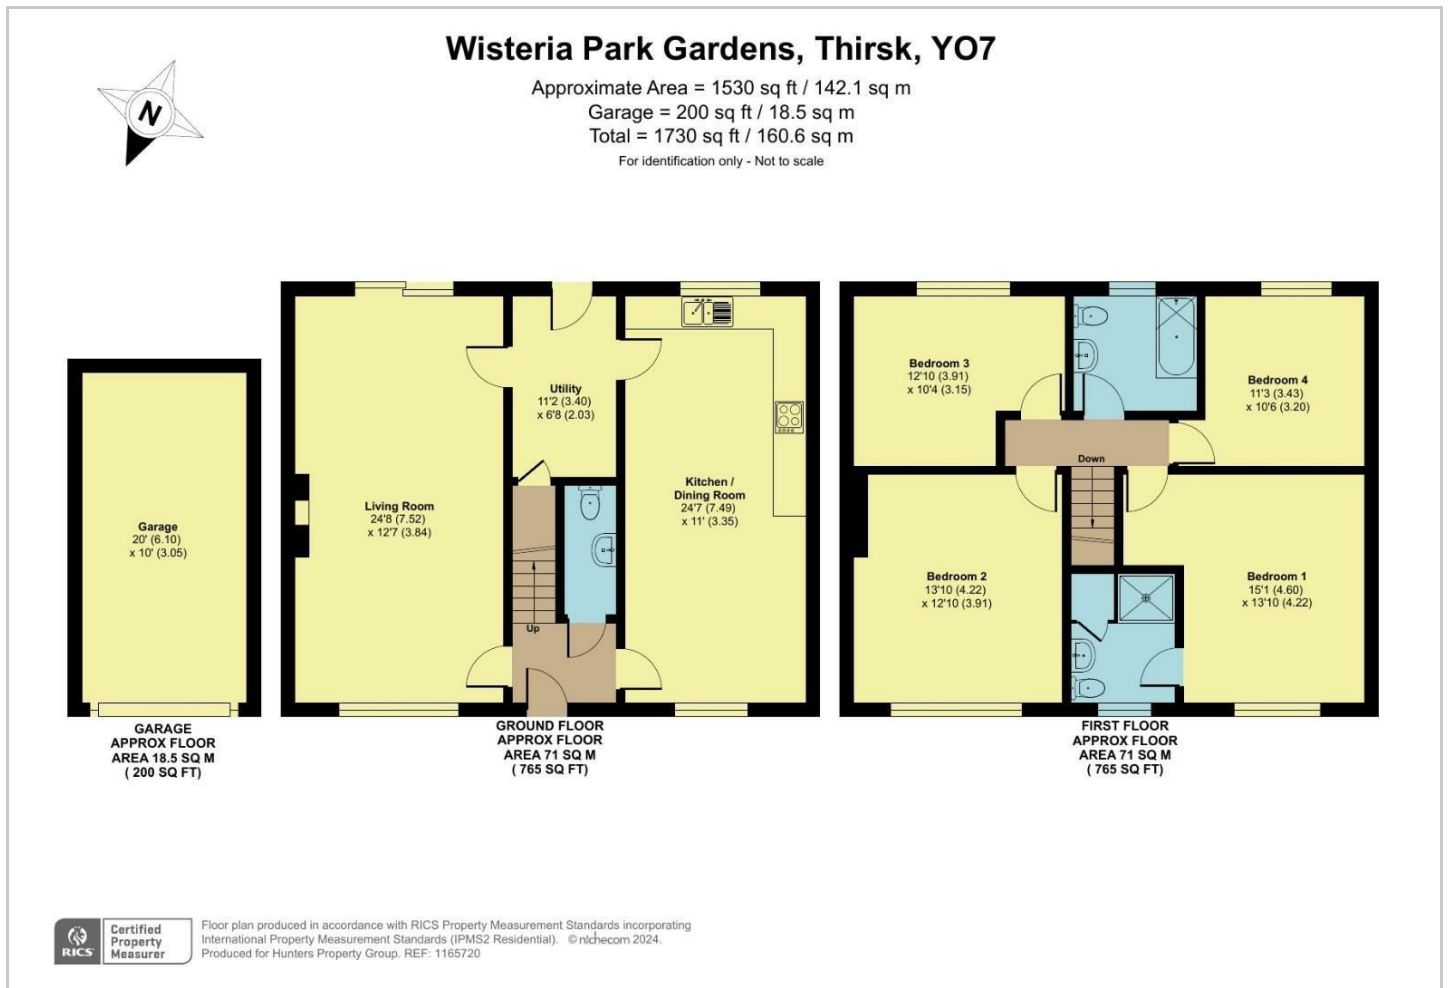 Wisteria Park Gardens, Thirsk, YO7
Approximate Area = 1530 sq ft / 142.1 sq m
Garage = 200 sq ft / 18.5 sq m
Total = 1730 sq ft / 160.6 sq m
For identification only - Not to scale
N
Garage
20' (6.10)
x 10' (3.05)
GARAGE
APPROX FLOOR
AREA 18.5 SQ M
( 200 SQ FT)
Living Room
24'8 (7.52)
x 12'7 (3.84)
Utility
11'2 (3.40)
x 6'8 (2.03)
Kitchen /
Dining Room
24'7 (7.49)
x 11' (3.35)
Up
GROUND FLOOR
APPROX FLOOR
AREA 71 SQ M
( 765 SQ FT)
Bedroom 3
12'10 (3.91)
x 10'4 (3.15)
Bedroom 4
11'3 (3.43)
x 10'6 (3.20)
Down
Bedroom 2
13'10 (4.22)
x 12'10 (3.91)
Bedroom 1
15'1 (4.60)
x 13'10 (4.22)
FIRST FLOOR
APPROX FLOOR
AREA 71 SQ M
( 765 SQ FT)
RICS
Certified
Property
Measurer
Floor plan produced in accordance with RICS Property Measurement Standards incorporating
International Property Measurement Standards (IPMS2 Residential). © nichecom 2024.
Produced for Hunters Property Group. REF: 1165720